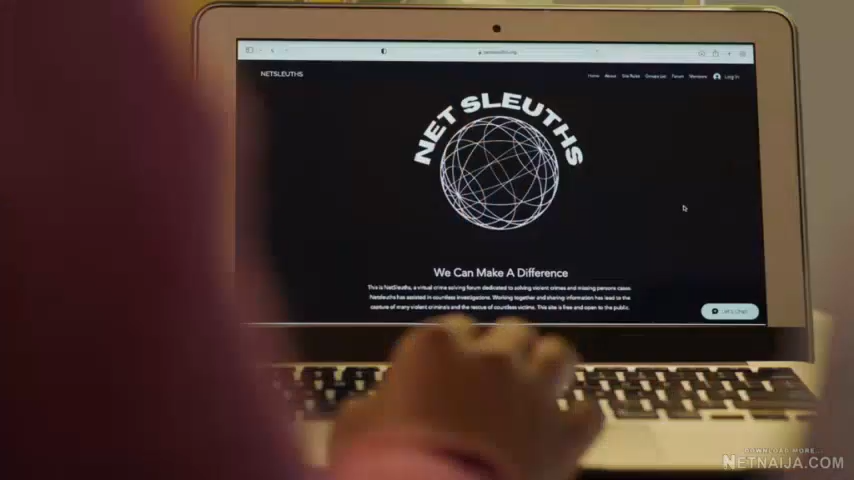 NETSLEUTHS
Home About Site Rules Groups List Forum Members Log In
NET SLEUTHS
We Can Make A Difference
This is NetSleuths, a virtual crime solving forum dedicated to solving violent crimes and missing persons cases.
Netsleuths has assisted in countless investigations. Working together and sharing information has lead to the
capture of many violent criminals and the rescue of countless victims. This site is free and open to the public.
Let's Chat!
DOWNLOAD MORE...
NETNAIJA.COM